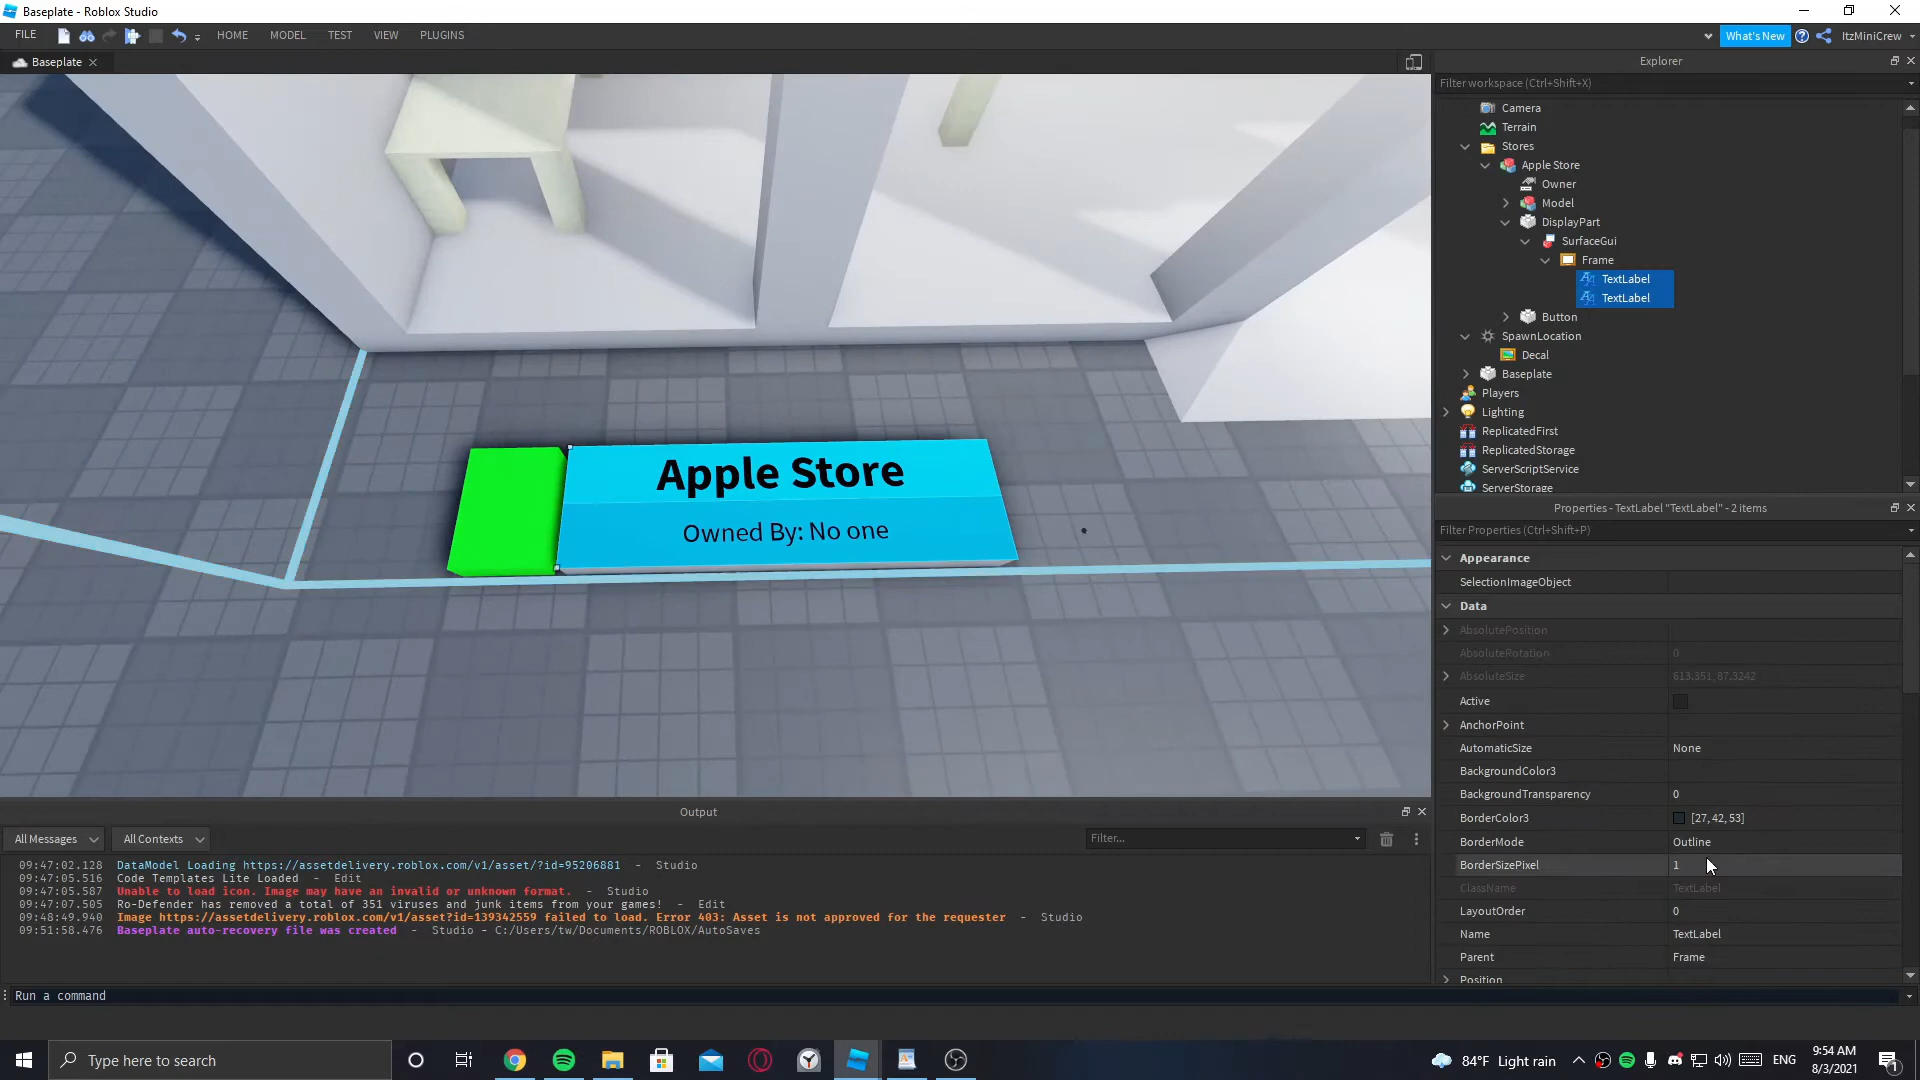 Baseplate - Roblox Studio
FILE
HOME
MODEL
TEST
VIEW
PLUGINS
What's New
ItzMiniCrew
Baseplate
Apple Store
Owned By: No one
Explorer
Filter workspace (Ctrl+Shift+X)
Camera
Terrain
Stores
Apple Store
Owner
Model
DisplayPart
SurfaceGui
Frame
TextLabel
TextLabel
Button
SpawnLocation
Decal
Baseplate
Players
Lighting
ReplicatedFirst
ReplicatedStorage
ServerScriptService
ServerStorage
Properties - TextLabel "TextLabel" - 2 items
Filter Properties (Ctrl+Shift+P)
Appearance
SelectionImageObject
Data
AbsolutePosition
AbsoluteRotation 0
AbsoluteSize 613.351, 87.3242
Active
AnchorPoint
AutomaticSize None
BackgroundColor3
BackgroundTransparency 0
BorderColor3 [27, 42, 53]
BorderMode Outline
BorderSizePixel 1
ClassName TextLabel
LayoutOrder 0
Name TextLabel
Parent Frame
Position
Output
All Messages
All Contexts
Filter...
09:47:02.128 DataModel Loading https://assetdelivery.roblox.com/v1/asset/?id=95206881 - Studio
09:47:05.516 Code Templates Lite Loaded - Edit
09:47:05.587 Unable to load icon. Image may have an invalid or unknown format. - Studio
09:47:07.505 Ro-Defender has removed a total of 351 viruses and junk items from your games! - Edit
09:48:49.940 Image https://assetdelivery.roblox.com/v1/asset?id=139342559 failed to load. Error 403: Asset is not approved for the requester - Studio
09:51:58.476 Baseplate auto-recovery file was created - Studio - C:/Users/tw/Documents/ROBLOX/AutoSaves
Run a command
Type here to search
84°F Light rain
ENG
9:54 AM
8/3/2021
1